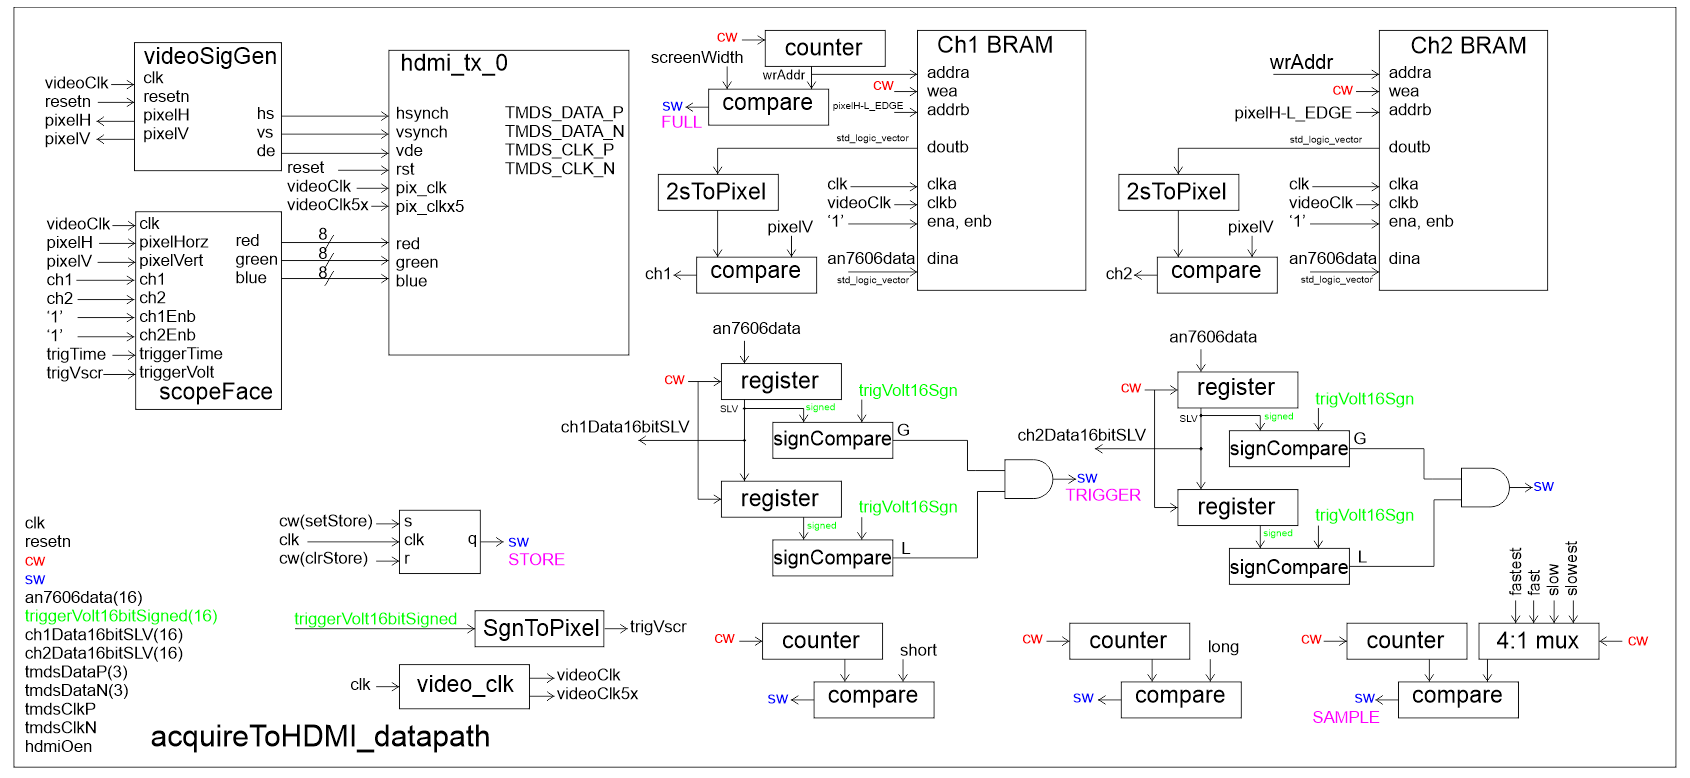 videoSigGen
videoClk
resetn
pixelH
pixelV
clk
resetn
pixelH
pixelV
hs
vs
de
hdmi_tx_0
hsynch
vsynch
vde
rst
pix_clk
pix_clkx5
red
green
blue
TMDS_DATA_P
TMDS_DATA_N
TMDS_CLK_P
TMDS_CLK_N
reset
videoClk
videoClk5x
8
8
8
videoClk
pixelH
pixelV
ch1
ch2
‘1’
‘1’
trigTime
trigVscr
clk
pixelHorz
pixelVert
ch1
ch2
ch1Enb
ch2Enb
triggerTime
triggerVolt
red
green
blue
scopeFace
cw
counter
screenWidth
wrAddr
compare
sw
FULL
cw
pixelH-L_EDGE
std_logic_vector
2sToPixel
pixelV
compare
ch1
clk
videoClk
‘1’
an7606data
std_logic_vector
Ch1 BRAM
addra
wea
addrb
doutb
clka
clkb
ena, enb
dina
wrAddr
cw
pixelH-L_EDGE
std_logic_vector
2sToPixel
pixelV
compare
ch2
clk
videoClk
‘1’
an7606data
std_logic_vector
Ch2 BRAM
addra
wea
addrb
doutb
clka
clkb
ena, enb
dina
an7606data
cw
register
SLV
signed
trigVolt16Sgn
ch1Data16bitSLV
signCompare
G
register
signed
trigVolt16Sgn
signCompare
L
sw
TRIGGER
an7606data
cw
register
SLV
signed
trigVolt16Sgn
ch2Data16bitSLV
signCompare
G
register
signed
trigVolt16Sgn
signCompare
L
sw
clk
resetn
cw
sw
an7606data(16)
triggerVolt16bitSigned(16)
ch1Data16bitSLV(16)
ch2Data16bitSLV(16)
tmdsDataP(3)
tmdsDataN(3)
tmdsClkP
tmdsClkN
hdmiOen
cw(setStore)
clk
cw(clrStore)
s
clk
r
q
sw
STORE
triggerVolt16bitSigned
SgnToPixel
trigVscr
clk
video_clk
videoClk
videoClk5x
acquireToHDMI_datapath
cw
counter
short
sw
compare
cw
counter
long
sw
compare
cw
counter
fastest
fast
slow
slowest
4:1 mux
cw
sw
SAMPLE
compare